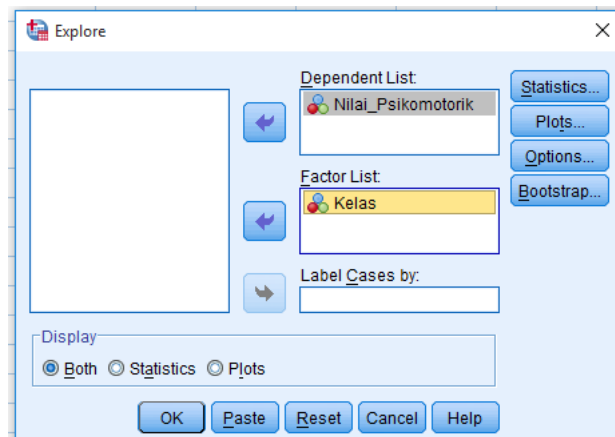 Explore
Dependent List:
Nilai_Psikomotorik
Statistics...
Plots...
Options...
Bootstrap...
Factor List:
Kelas
Label Cases by:
Display
Both Statistics Plots
OK Paste Reset Cancel Help